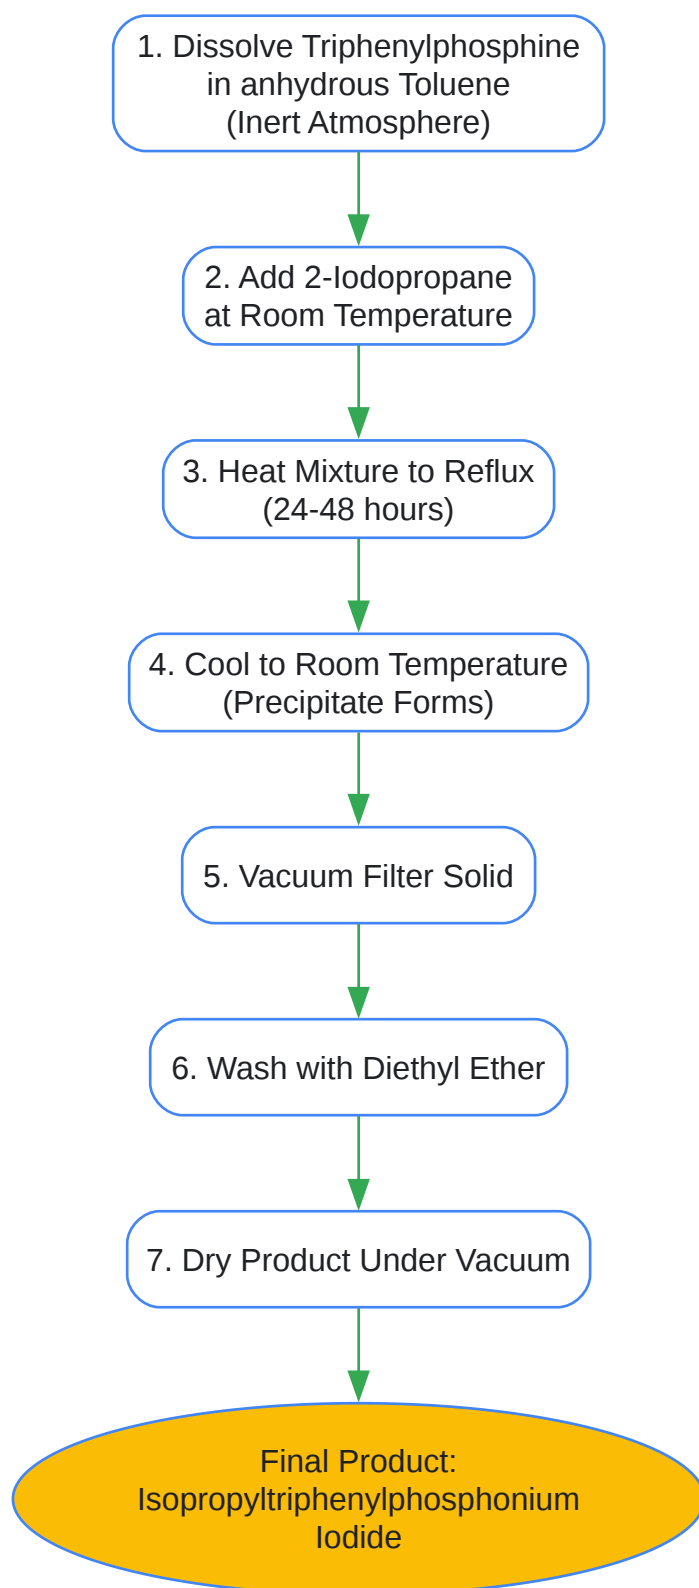 1. Dissolve Triphenylphosphine
in anhydrous Toluene
(Inert Atmosphere)
2. Add 2-Iodopropane
at Room Temperature
3. Heat Mixture to Reflux
(24-48 hours)
4. Cool to Room Temperature
(Precipitate Forms)
5. Vacuum Filter Solid
6. Wash with Diethyl Ether
7. Dry Product Under Vacuum
Final Product:
Isopropyltriphenylphosphonium
Iodide